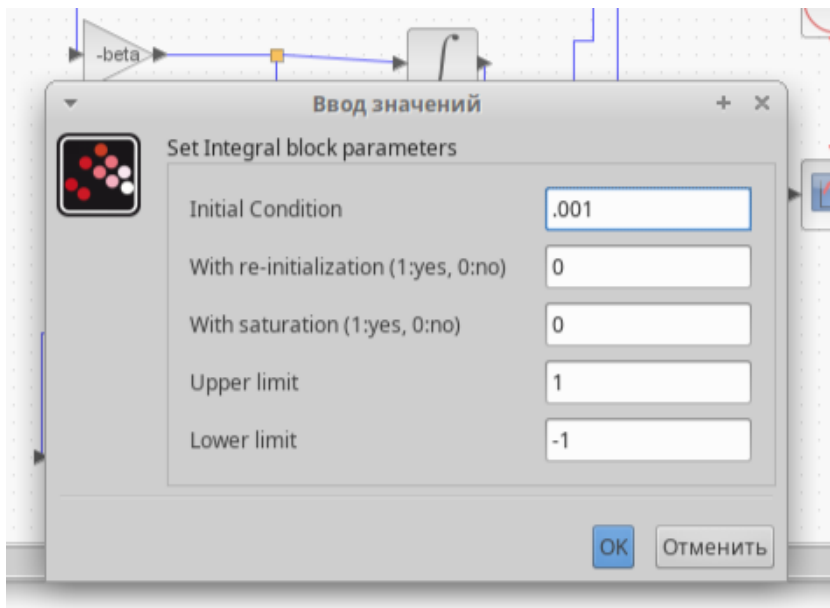 -beta
Ввод значений
Set Integral block parameters
Initial Condition .001
With re-initialization (1:yes, 0:no) 0
With saturation (1:yes, 0:no) 0
Upper limit 1
Lower limit -1
OK Отменить